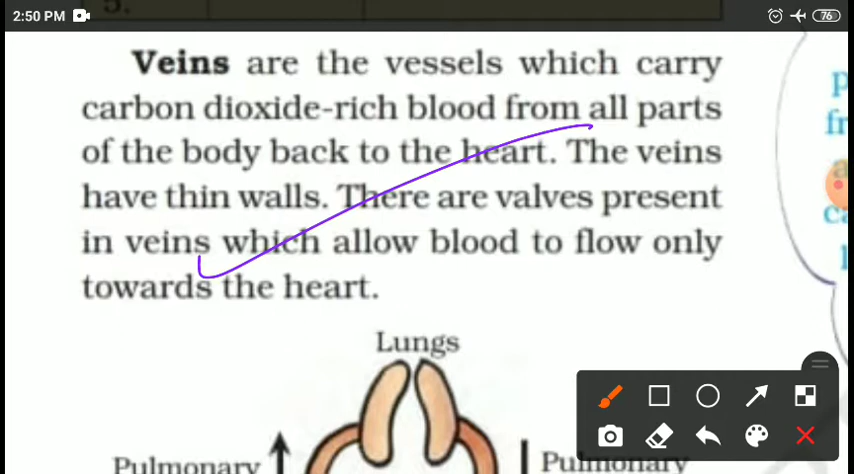 2:50 PM
76
5.
Veins are the vessels which carry
carbon dioxide-rich blood from all parts
of the body back to the heart. The veins
have thin walls. There are valves present
in veins which allow blood to flow only
towards the heart.
Lungs
Pulmonary
Pulmonary